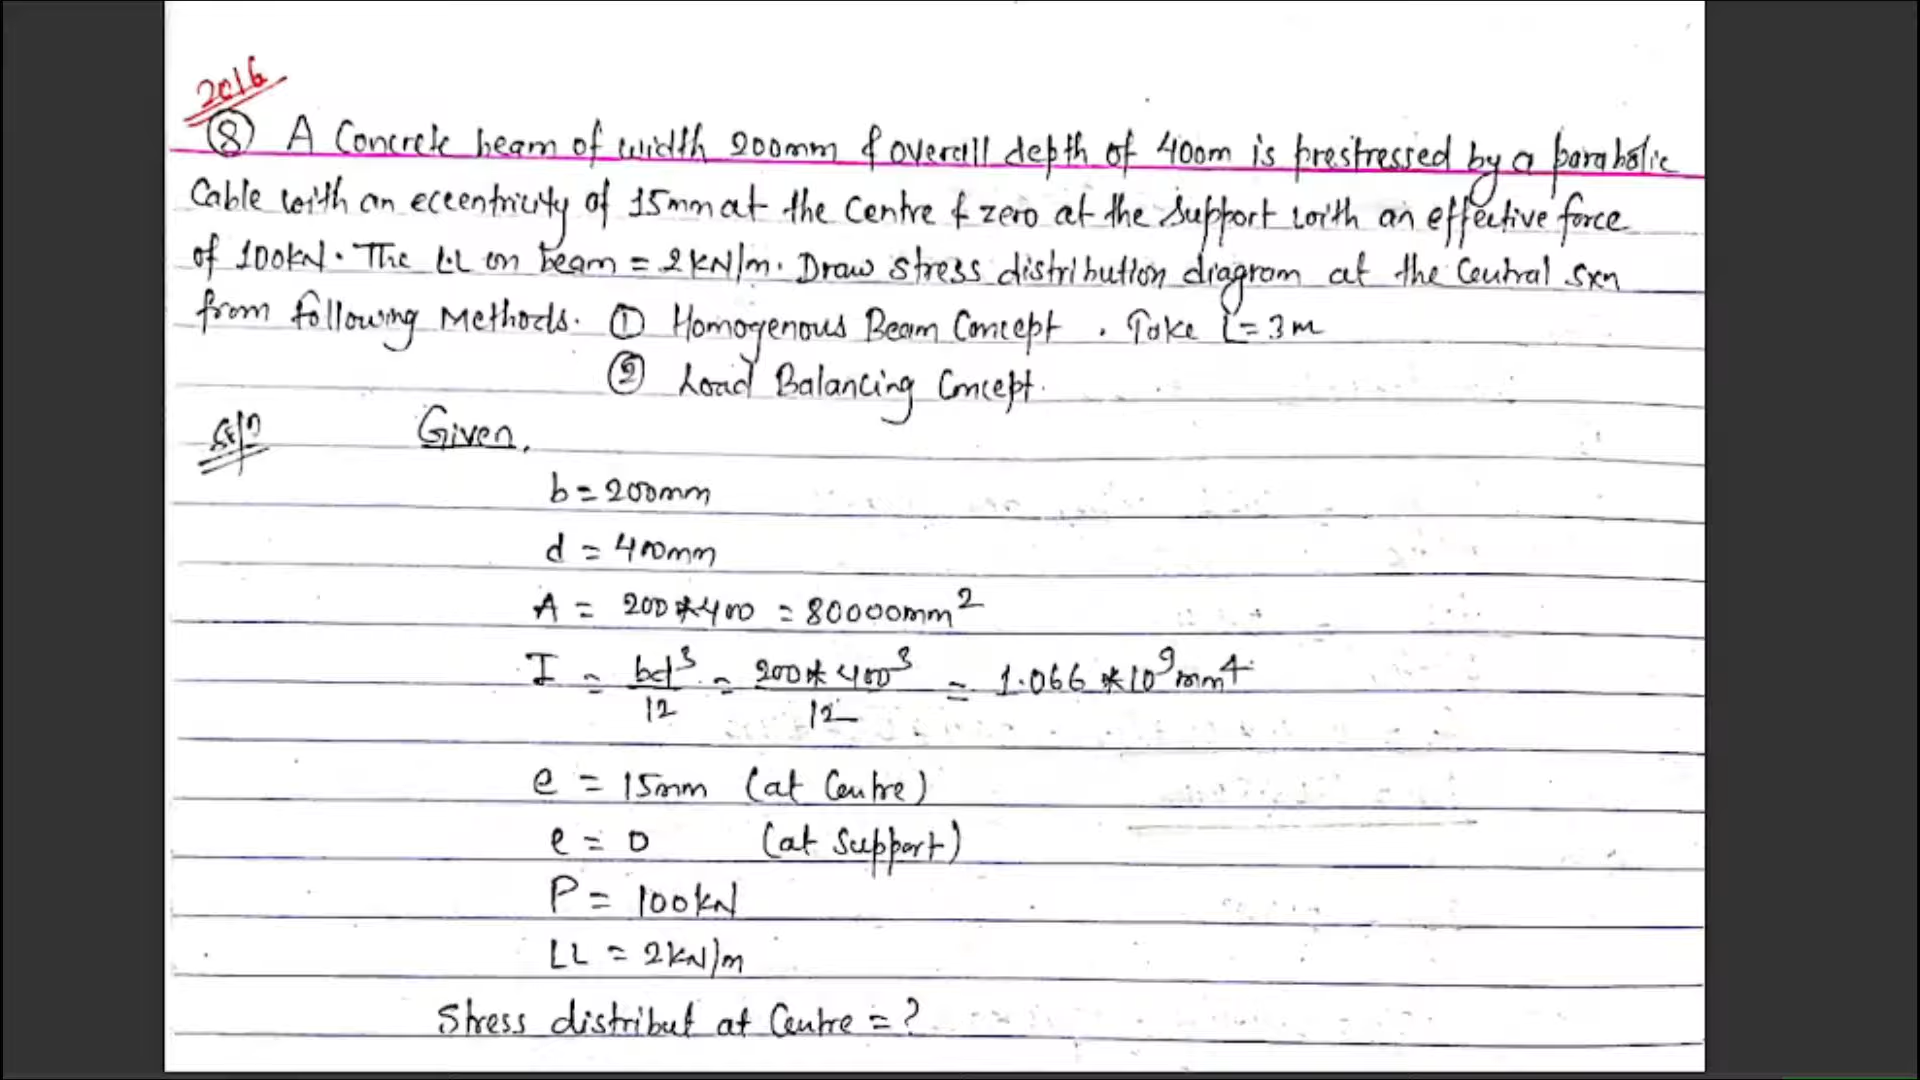 2016
⑧ A Concrete beam of width 200mm & overall depth of 400m is prestressed by a parabolic
Cable with an eccentricity of 15mm at the Centre & zero at the support with an effective force
of 100kN. The LL on beam = 2kN/m. Draw stress distribution diagram at the Central sxn
from following Methods. ① Homogenous Beam Concept. Take L = 3m
② Load Balancing Concept.
Sol^n Given,
b = 200mm
d = 400mm
A = 200*400 = 80000mm²
I = bd³/12 = 200*400³/12 = 1.066*10⁹mm⁴
e = 15mm (at Centre)
e = 0 (at Support)
P = 100kN
LL = 2kN/m
Stress distribut at Centre = ?